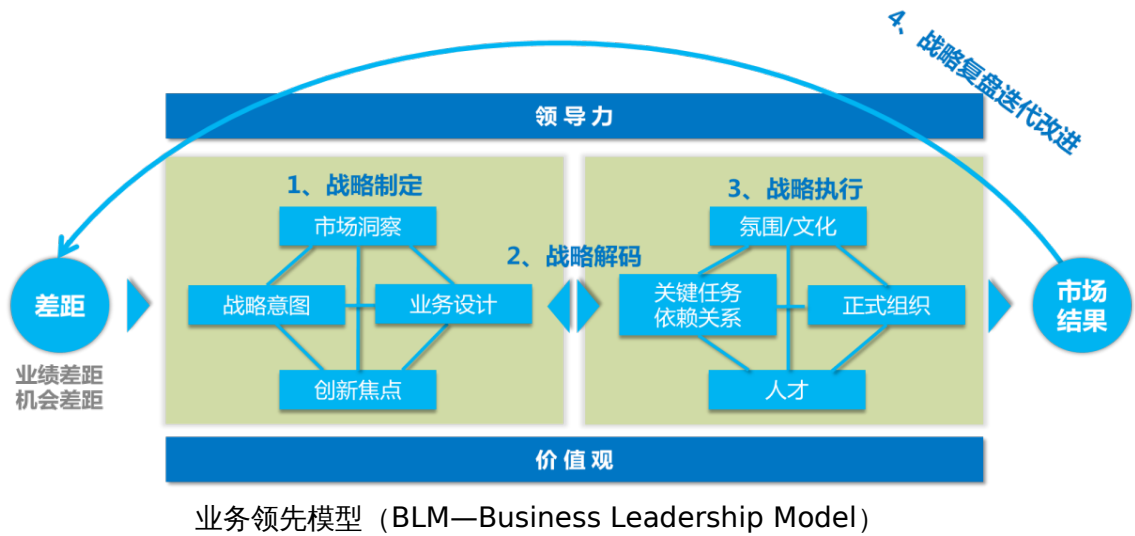 4、战略复盘迭代改进
领导力
1、战略制定
市场洞察
战略意图
业务设计
创新焦点
2、战略解码
3、战略执行
氛围/文化
关键任务
依赖关系
正式组织
人才
差距
业绩差距
机会差距
市场
结果
价值观
业务领先模型（BLM—Business Leadership Model）